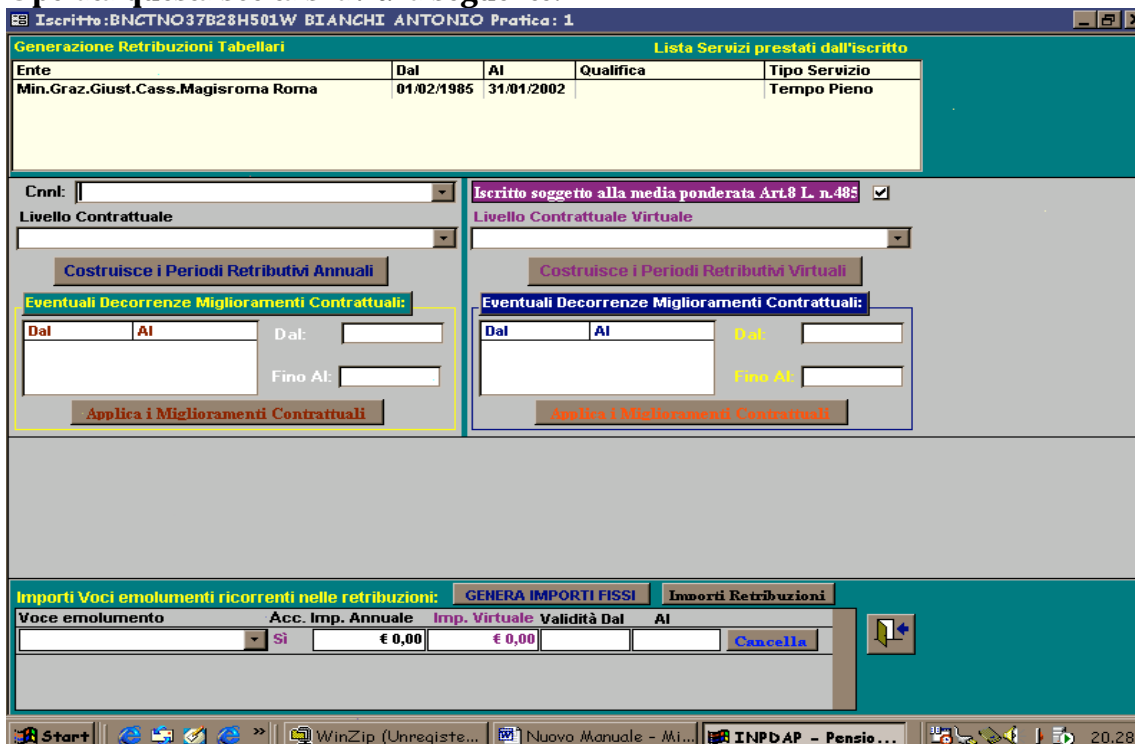 Iscritto:BNCTNO37B28H501W BIANCHI ANTONIO Pratica: 1
Generazione Retribuzioni Tabellari Lista Servizi prestati dall'iscritto
Ente Dal Al Qualifica Tipo Servizio
Min.Graz.Giust.Cass.Magisroma Roma 01/02/1985 31/01/2002 Tempo Pieno
Cnnl: Iscritto soggetto alla media ponderata Art.8 L. n.485
Livello Contrattuale Livello Contrattuale Virtuale
Costruisce i Periodi Retributivi Annuali Costruisce i Periodi Retributivi Virtuali
Eventuali Decorrenze Miglioramenti Contrattuali: Eventuali Decorrenze Miglioramenti Contrattuali:
Dal Al Dal: Dal Al Dal:
Fino Al: Fino Al:
Applica i Miglioramenti Contrattuali Applica i Miglioramenti Contrattuali
Importi Voci emolumenti ricorrenti nelle retribuzioni: GENERA IMPORTI FISSI Importi Retribuzioni
Voce emolumento Acc. Imp. Annuale Imp. Virtuale Validità Dal Al
Sì € 0,00 € 0,00 Cancella
Start » WinZip (Unregiste... Nuovo Manuale - Mi... INPDAP - Pensio... 20.28